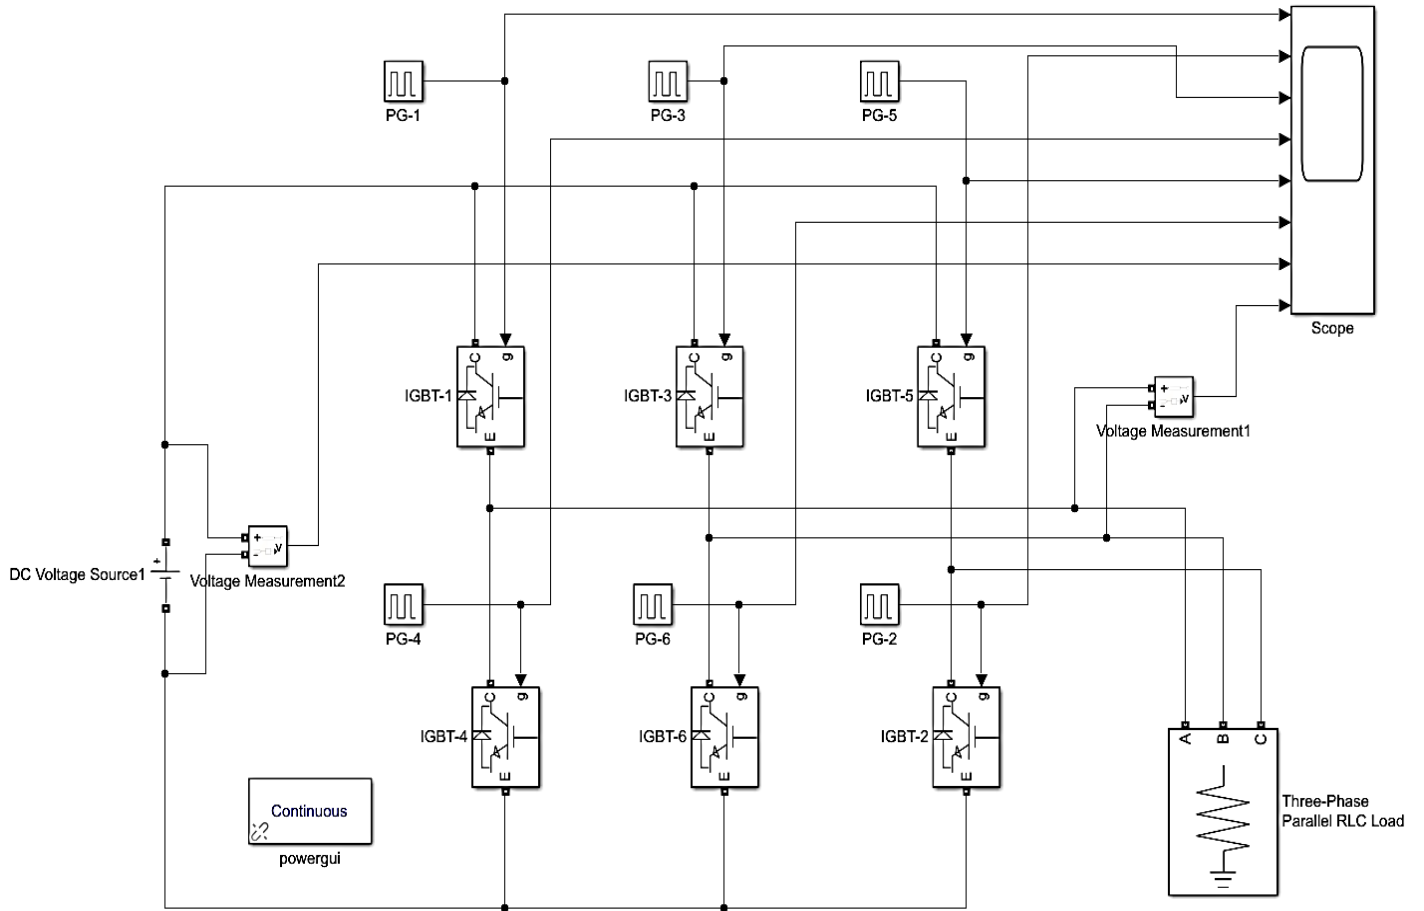 PG-1
PG-3
PG-5
Scope
C
g
IGBT-1
E
C
g
IGBT-3
E
C
g
IGBT-5
E
+
-
v
Voltage Measurement1
+
-
v
Voltage Measurement2
+
DC Voltage Source1
PG-4
PG-6
PG-2
C
g
IGBT-4
E
C
g
IGBT-6
E
C
g
IGBT-2
E
A
B
C
Three-Phase
Parallel RLC Load
Continuous
powergui